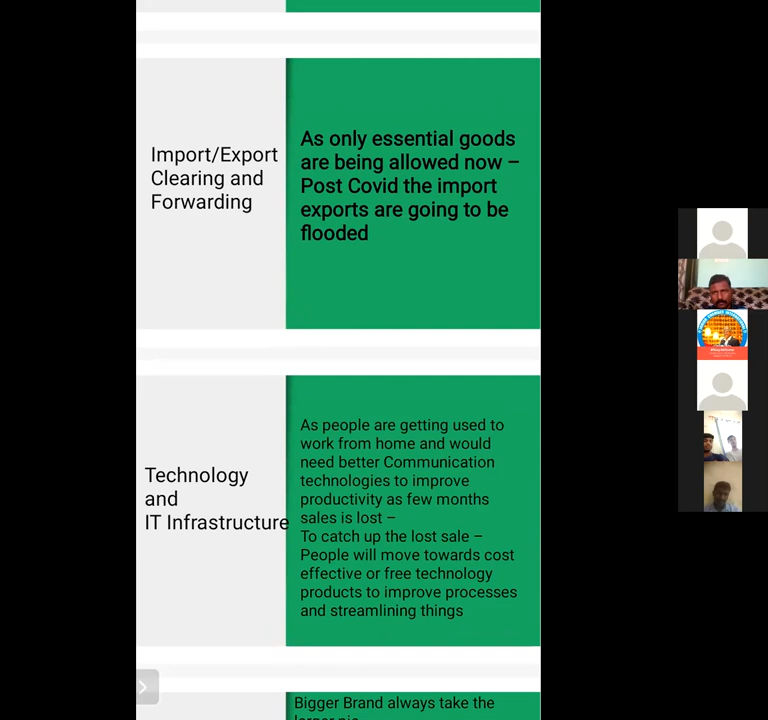 Import/Export
Clearing and
Forwarding
As only essential goods
are being allowed now –
Post Covid the import
exports are going to be
flooded
Technology
and
IT Infrastructure
As people are getting used to
work from home and would
need better Communication
technologies to improve
productivity as few months
sales is lost –
To catch up the lost sale –
People will move towards cost
effective or free technology
products to improve processes
and streamlining things
Bigger Brand always take the